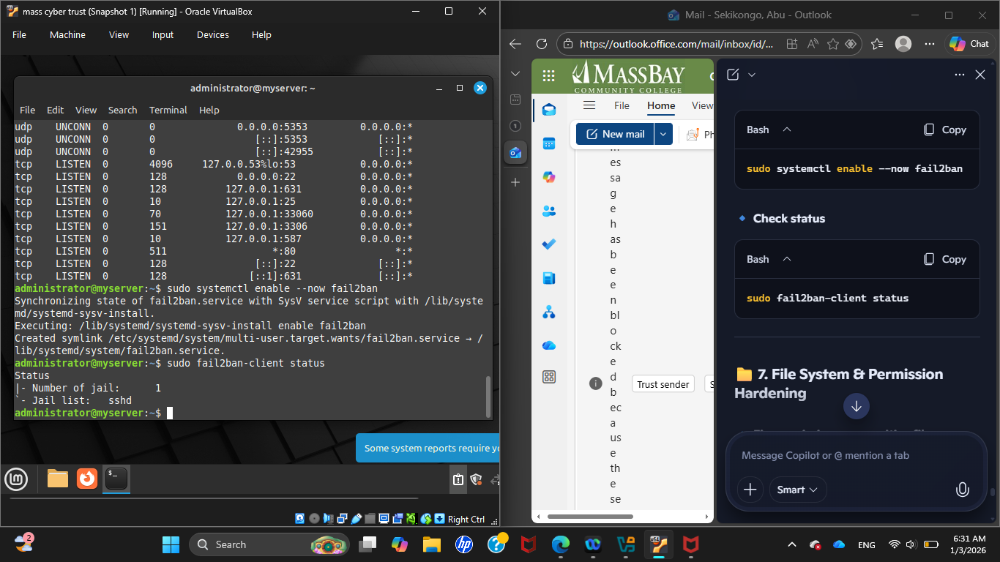 mass cyber trust (Snapshot 1) [Running] - Oracle VirtualBox
File Machine View Input Devices Help
administrator@myserver: ~
File Edit View Search Terminal Help
udp UNCONN 0 0 0.0.0.0:5353 0.0.0.0:*
udp UNCONN 0 0 [::]:5353 [::]:*
udp UNCONN 0 0 [::]:42955 [::]:*
tcp LISTEN 0 4096 127.0.0.53%lo:53 0.0.0.0:*
tcp LISTEN 0 128 0.0.0.0:22 0.0.0.0:*
tcp LISTEN 0 128 127.0.0.1:631 0.0.0.0:*
tcp LISTEN 0 10 127.0.0.1:25 0.0.0.0:*
tcp LISTEN 0 70 127.0.0.1:33060 0.0.0.0:*
tcp LISTEN 0 151 127.0.0.1:3306 0.0.0.0:*
tcp LISTEN 0 10 127.0.0.1:587 0.0.0.0:*
tcp LISTEN 0 511 *:80 *:*
tcp LISTEN 0 128 [::]:22 [::]:*
tcp LISTEN 0 128 [::1]:631 [::]:*
administrator@myserver:~$ sudo systemctl enable --now fail2ban
Synchronizing state of fail2ban.service with SysV service script with /lib/syste
md/systemd-sysv-install.
Executing: /lib/systemd/systemd-sysv-install enable fail2ban
Created symlink /etc/systemd/system/multi-user.target.wants/fail2ban.service → /
lib/systemd/system/fail2ban.service.
administrator@myserver:~$ sudo fail2ban-client status
Status
|- Number of jail: 1
`- Jail list: sshd
administrator@myserver:~$
Some system reports require yo
Right Ctrl
Mail - Sekikongo, Abu - Outlook
https://outlook.office.com/mail/inbox/id/...
Chat
MASSBAY
COMMUNITY COLLEGE
File Home View
New mail
es
sa
g
e
h
as
b
e
e
n
bl
o
ck
e
d
b
ec
a
us
e
th
e
se
Trust sender
Bash Copy
sudo systemctl enable --now fail2ban
Check status
Bash Copy
sudo fail2ban-client status
7. File System & Permission
Hardening
Message Copilot or @ mention a tab
Smart
2
Search
ENG
6:31 AM
1/3/2026